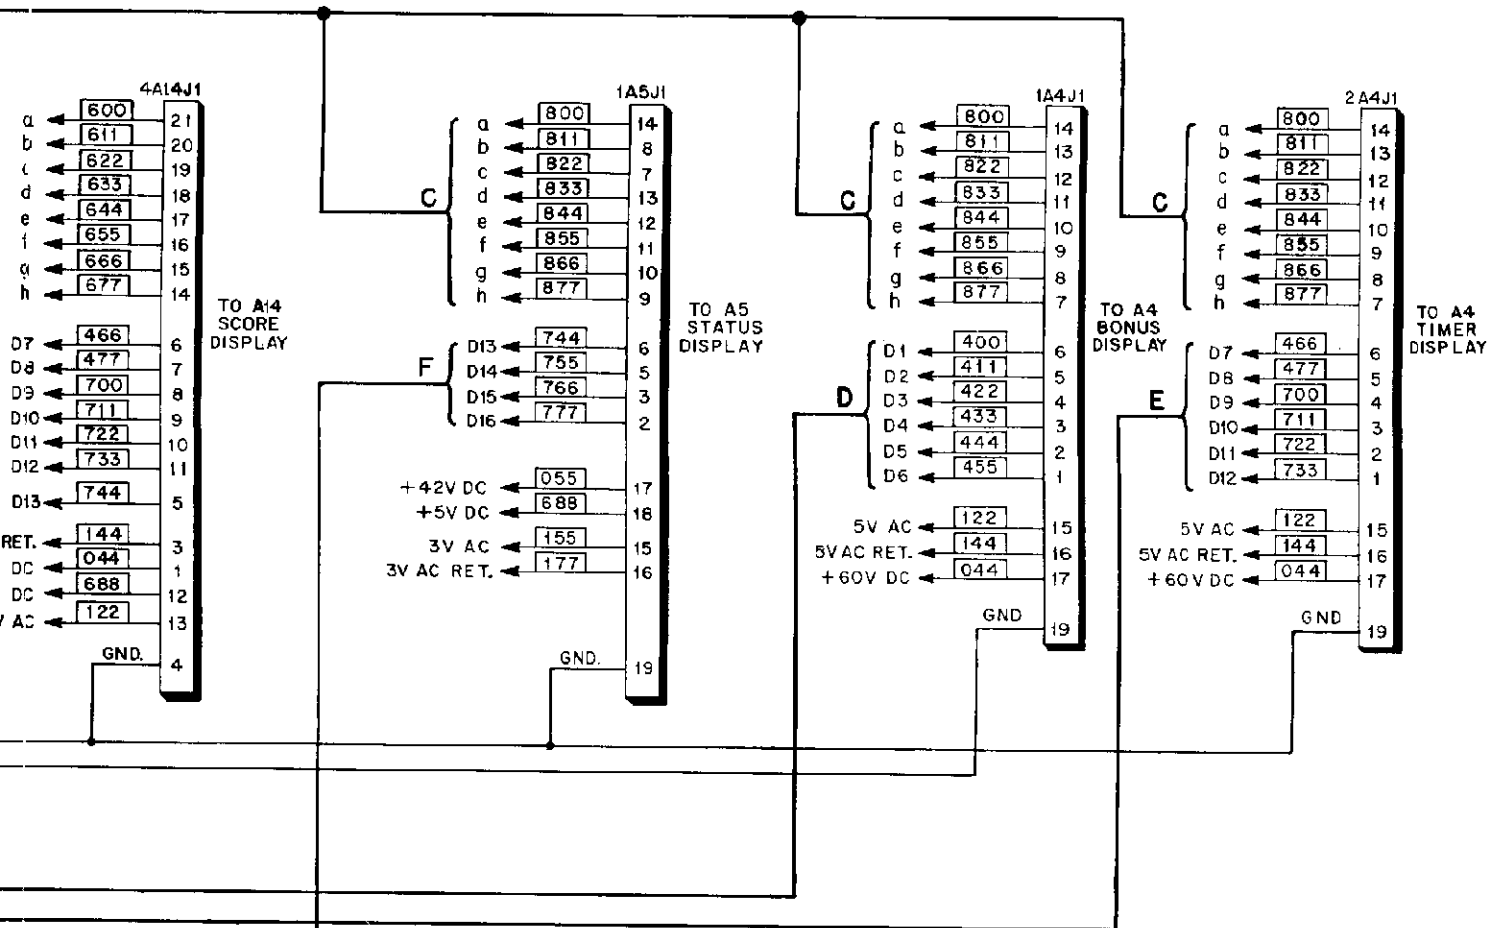 4A14J1
a 600 21
b 611 20
622 19
d 633 18
e 644 17
f 655 16
g 666 15
h 677 14
D7 466 6
D8 477 7
D9 700 8
D10 711 9
D11 722 10
D12 733 11
D13 744 5
RET. 144 3
DC 044 1
DC 688 12
AC 122 13
GND. 4
TO A14
SCORE
DISPLAY
1A5J1
C
a 800 14
b 811 8
c 822 7
d 833 13
e 844 12
f 855 11
g 866 10
h 877 9
F
D13 744 6
D14 755 5
D15 766 3
D16 777 2
+42V DC 055 17
+5V DC 688 18
3V AC 155 15
3V AC RET. 177 16
GND. 19
TO A5
STATUS
DISPLAY
1A4J1
C
a 800 14
b 811 13
c 822 12
d 833 11
e 844 10
f 855 9
g 866 8
h 877 7
D
D1 400 6
D2 411 5
D3 422 4
D4 433 3
D5 444 2
D6 455 1
5V AC 122 15
5V AC RET. 144 16
+60V DC 044 17
GND 19
TO A4
BONUS
DISPLAY
2A4J1
C
a 800 14
b 811 13
c 822 12
d 833 11
e 844 10
f 855 9
g 866 8
h 877 7
E
D7 466 6
D8 477 5
D9 700 4
D10 711 3
D11 722 2
D12 733 1
5V AC 122 15
5V AC RET. 144 16
+60V DC 044 17
GND 19
TO A4
TIMER
DISPLAY